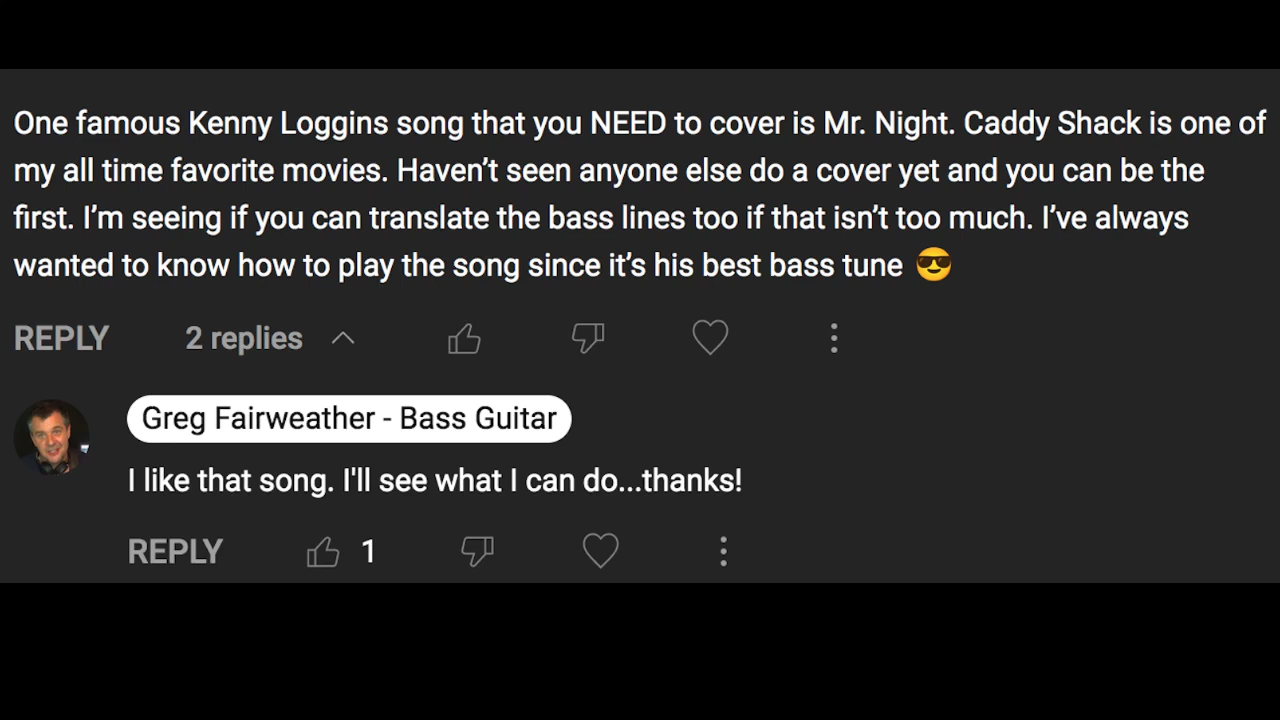 One famous Kenny Loggins song that you NEED to cover is Mr. Night. Caddy Shack is one of
my all time favorite movies. Haven’t seen anyone else do a cover yet and you can be the
first. I’m seeing if you can translate the bass lines too if that isn’t too much. I’ve always
wanted to know how to play the song since it’s his best bass tune 😎
REPLY 2 replies
Greg Fairweather - Bass Guitar
I like that song. I'll see what I can do...thanks!
REPLY 1